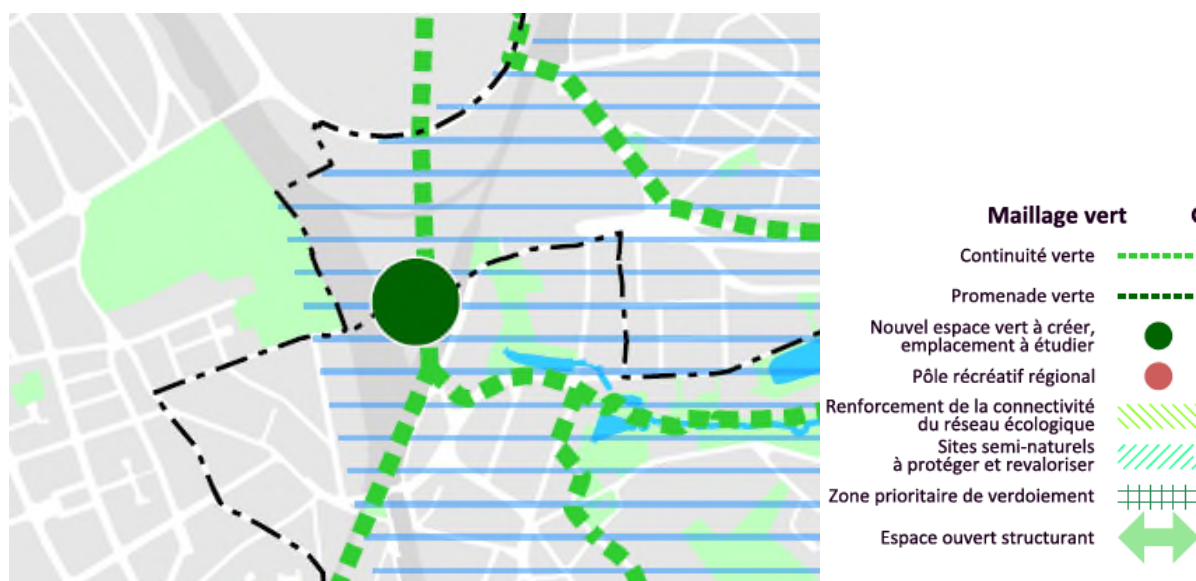 Maillage vert
Continuité verte
Promenade verte
Nouvel espace vert à créer,
emplacement à étudier
Pôle récréatif régional
Renforcement de la connectivité
du réseau écologique
Sites semi-naturels
à protéger et revaloriser
Zone prioritaire de verdoiement
Espace ouvert structurant